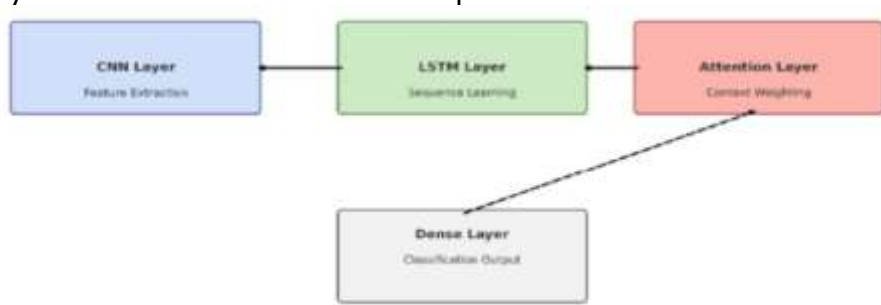 CNN Layer
Feature Extraction
LSTM Layer
Sequence Learning
Attention Layer
Context Weighting
Dense Layer
Classification Output